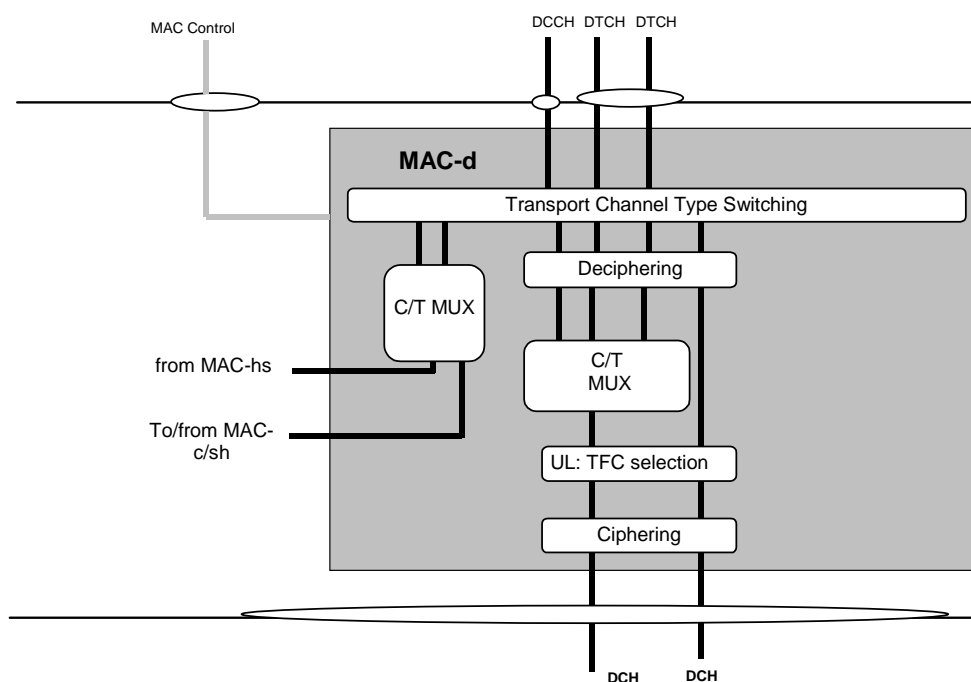 MAC Control
DCCH DTCH DTCH
MAC-d
Transport Channel Type Switching
Deciphering
C/T MUX
from MAC-hs
C/T
MUX
To/from MAC-
c/sh
UL: TFC selection
Ciphering
DCH DCH